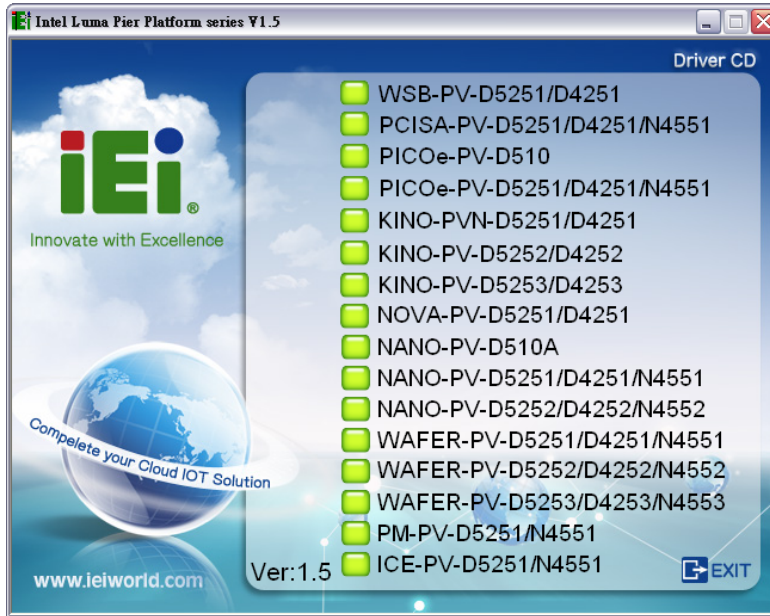 Intel Luma Pier Platform series V1.5
Driver CD
iEi®
Innovate with Excellence
WSB-PV-D5251/D4251
PCISA-PV-D5251/D4251/N4551
PICOe-PV-D510
PICOe-PV-D5251/D4251/N4551
KINO-PVN-D5251/D4251
KINO-PV-D5252/D4252
KINO-PV-D5253/D4253
NOVA-PV-D5251/D4251
NANO-PV-D510A
NANO-PV-D5251/D4251/N4551
NANO-PV-D5252/D4252/N4552
WAFER-PV-D5251/D4251/N4551
WAFER-PV-D5252/D4252/N4552
WAFER-PV-D5253/D4253/N4553
PM-PV-D5251/N4551
ICE-PV-D5251/N4551
Compelete your Cloud IOT Solution
www.ieiworld.com
Ver:1.5
EXIT